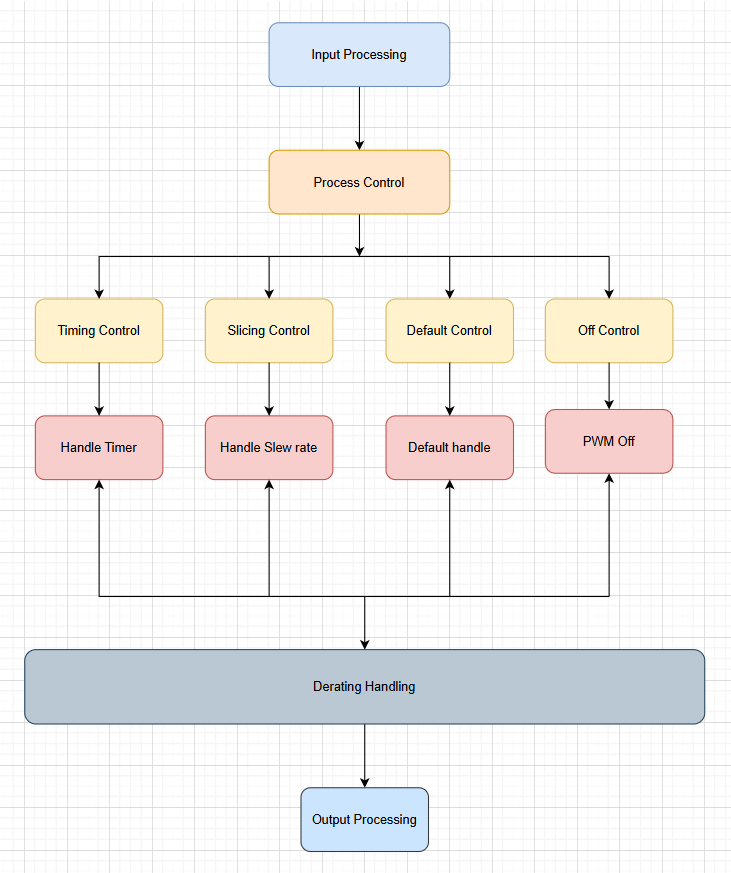 Input Processing
Process Control
Timing Control
Slicing Control
Default Control
Off Control
Handle Timer
Handle Slew rate
Default handle
PWM Off
Derating Handling
Output Processing